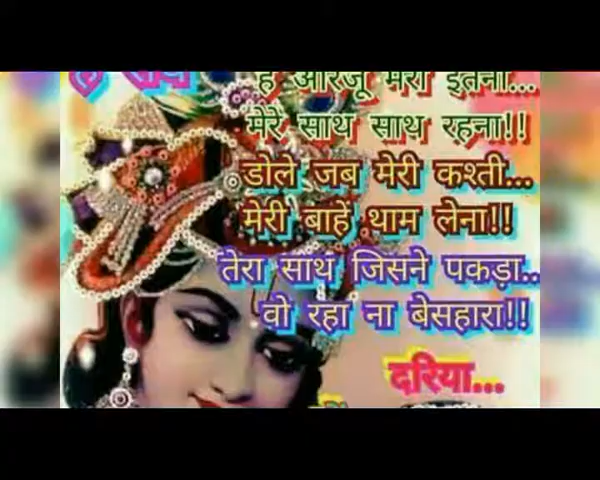 है आरजू मेरी इतनी...
मेरे साथ साथ रहना!!
डोले जब मेरी कश्ती...
मेरी बाहें थाम लेना!!
तेरा साथ जिसने पकड़ा..
वो रहा ना बेसहारा!!
दरिया...